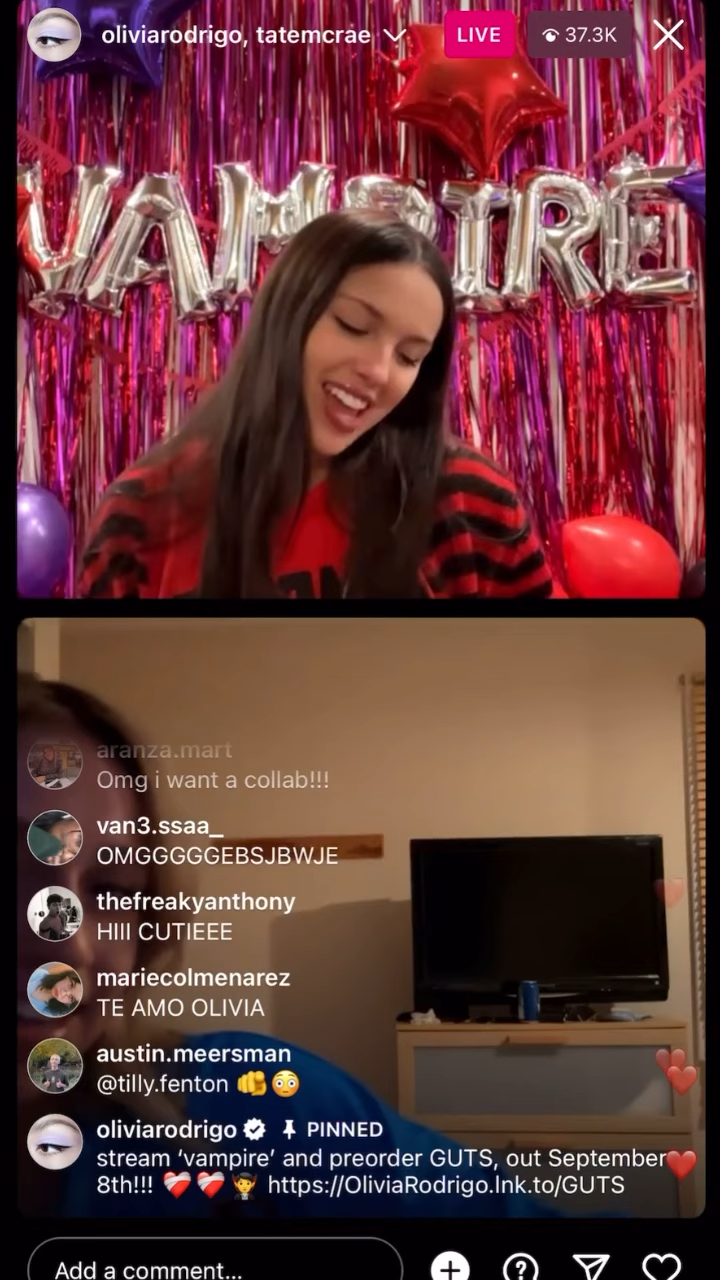 oliviarodrigo, tatemcrae
LIVE
37.3K
VAMPIRE
aranza.mart
Omg i want a collab!!!
van3.ssaa_
OMGGGGGEBSJBWJE
thefreakyanthony
HIII CUTIEEE
mariecolmenarez
TE AMO OLIVIA
austin.meersman
@tilly.fenton 🫵😳
oliviarodrigo PINNED
stream ‘vampire’ and preorder GUTS, out September
8th!!! ❤️‍🩹❤️‍🩹🧛 https://OliviaRodrigo.lnk.to/GUTS
Add a comment...